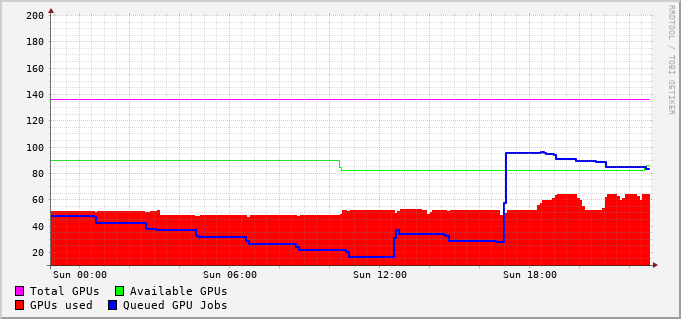 200
180
160
140
120
100
80
60
40
20
Sun 00:00 Sun 06:00 Sun 12:00 Sun 18:00
Total GPUs Available GPUs
GPUs used Queued GPU Jobs
RRDTOOL / TOBI OETIKER